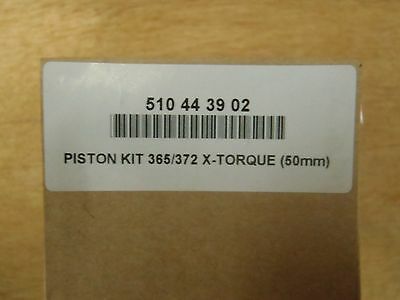 510 44 39 02
PISTON KIT 365/372 X-TORQUE (50mm)